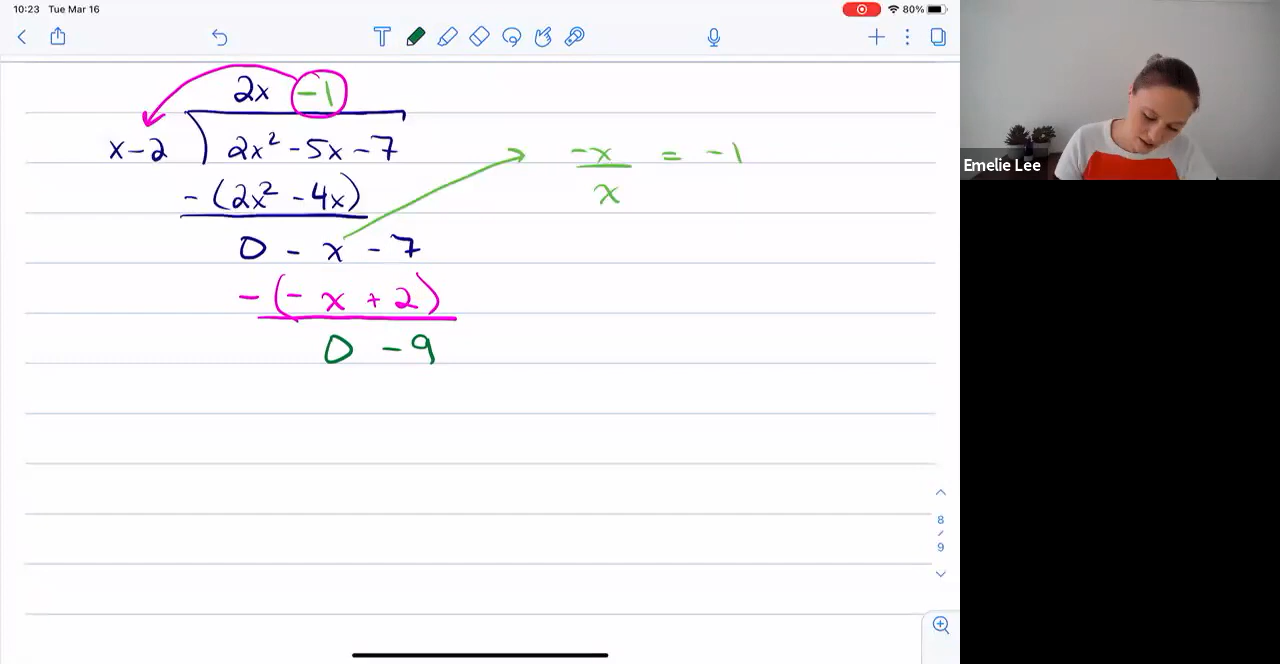 10:23 Tue Mar 16
80%
T
2x -1
x-2 ) 2x² -5x -7
-x / x = -1
- (2x² - 4x)
0 - x - 7
- (- x + 2)
0 - 9
8 / 9
Emelie Lee